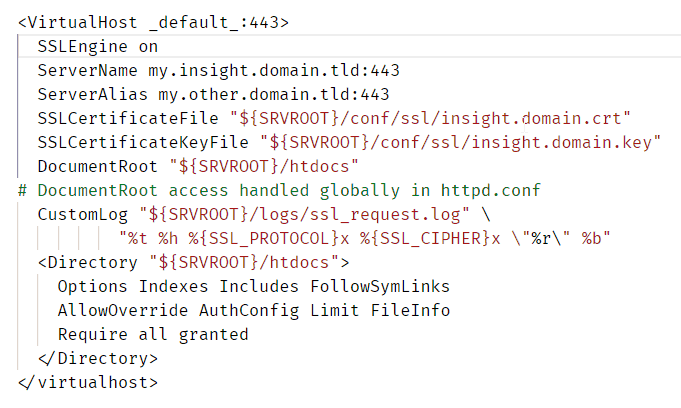 <VirtualHost _default_:443>
SSLEngine on
ServerName my.insight.domain.tld:443
ServerAlias my.other.domain.tld:443
SSLCertificateFile "${SRVROOT}/conf/ssl/insight.domain.crt"
SSLCertificateKeyFile "${SRVROOT}/conf/ssl/insight.domain.key"
DocumentRoot "${SRVROOT}/htdocs"
# DocumentRoot access handled globally in httpd.conf
CustomLog "${SRVROOT}/logs/ssl_request.log" \
"%t %h %{SSL_PROTOCOL}x %{SSL_CIPHER}x \"%r\" %b"
<Directory "${SRVROOT}/htdocs">
Options Indexes Includes FollowSymLinks
AllowOverride AuthConfig Limit FileInfo
Require all granted
</Directory>
</virtualhost>